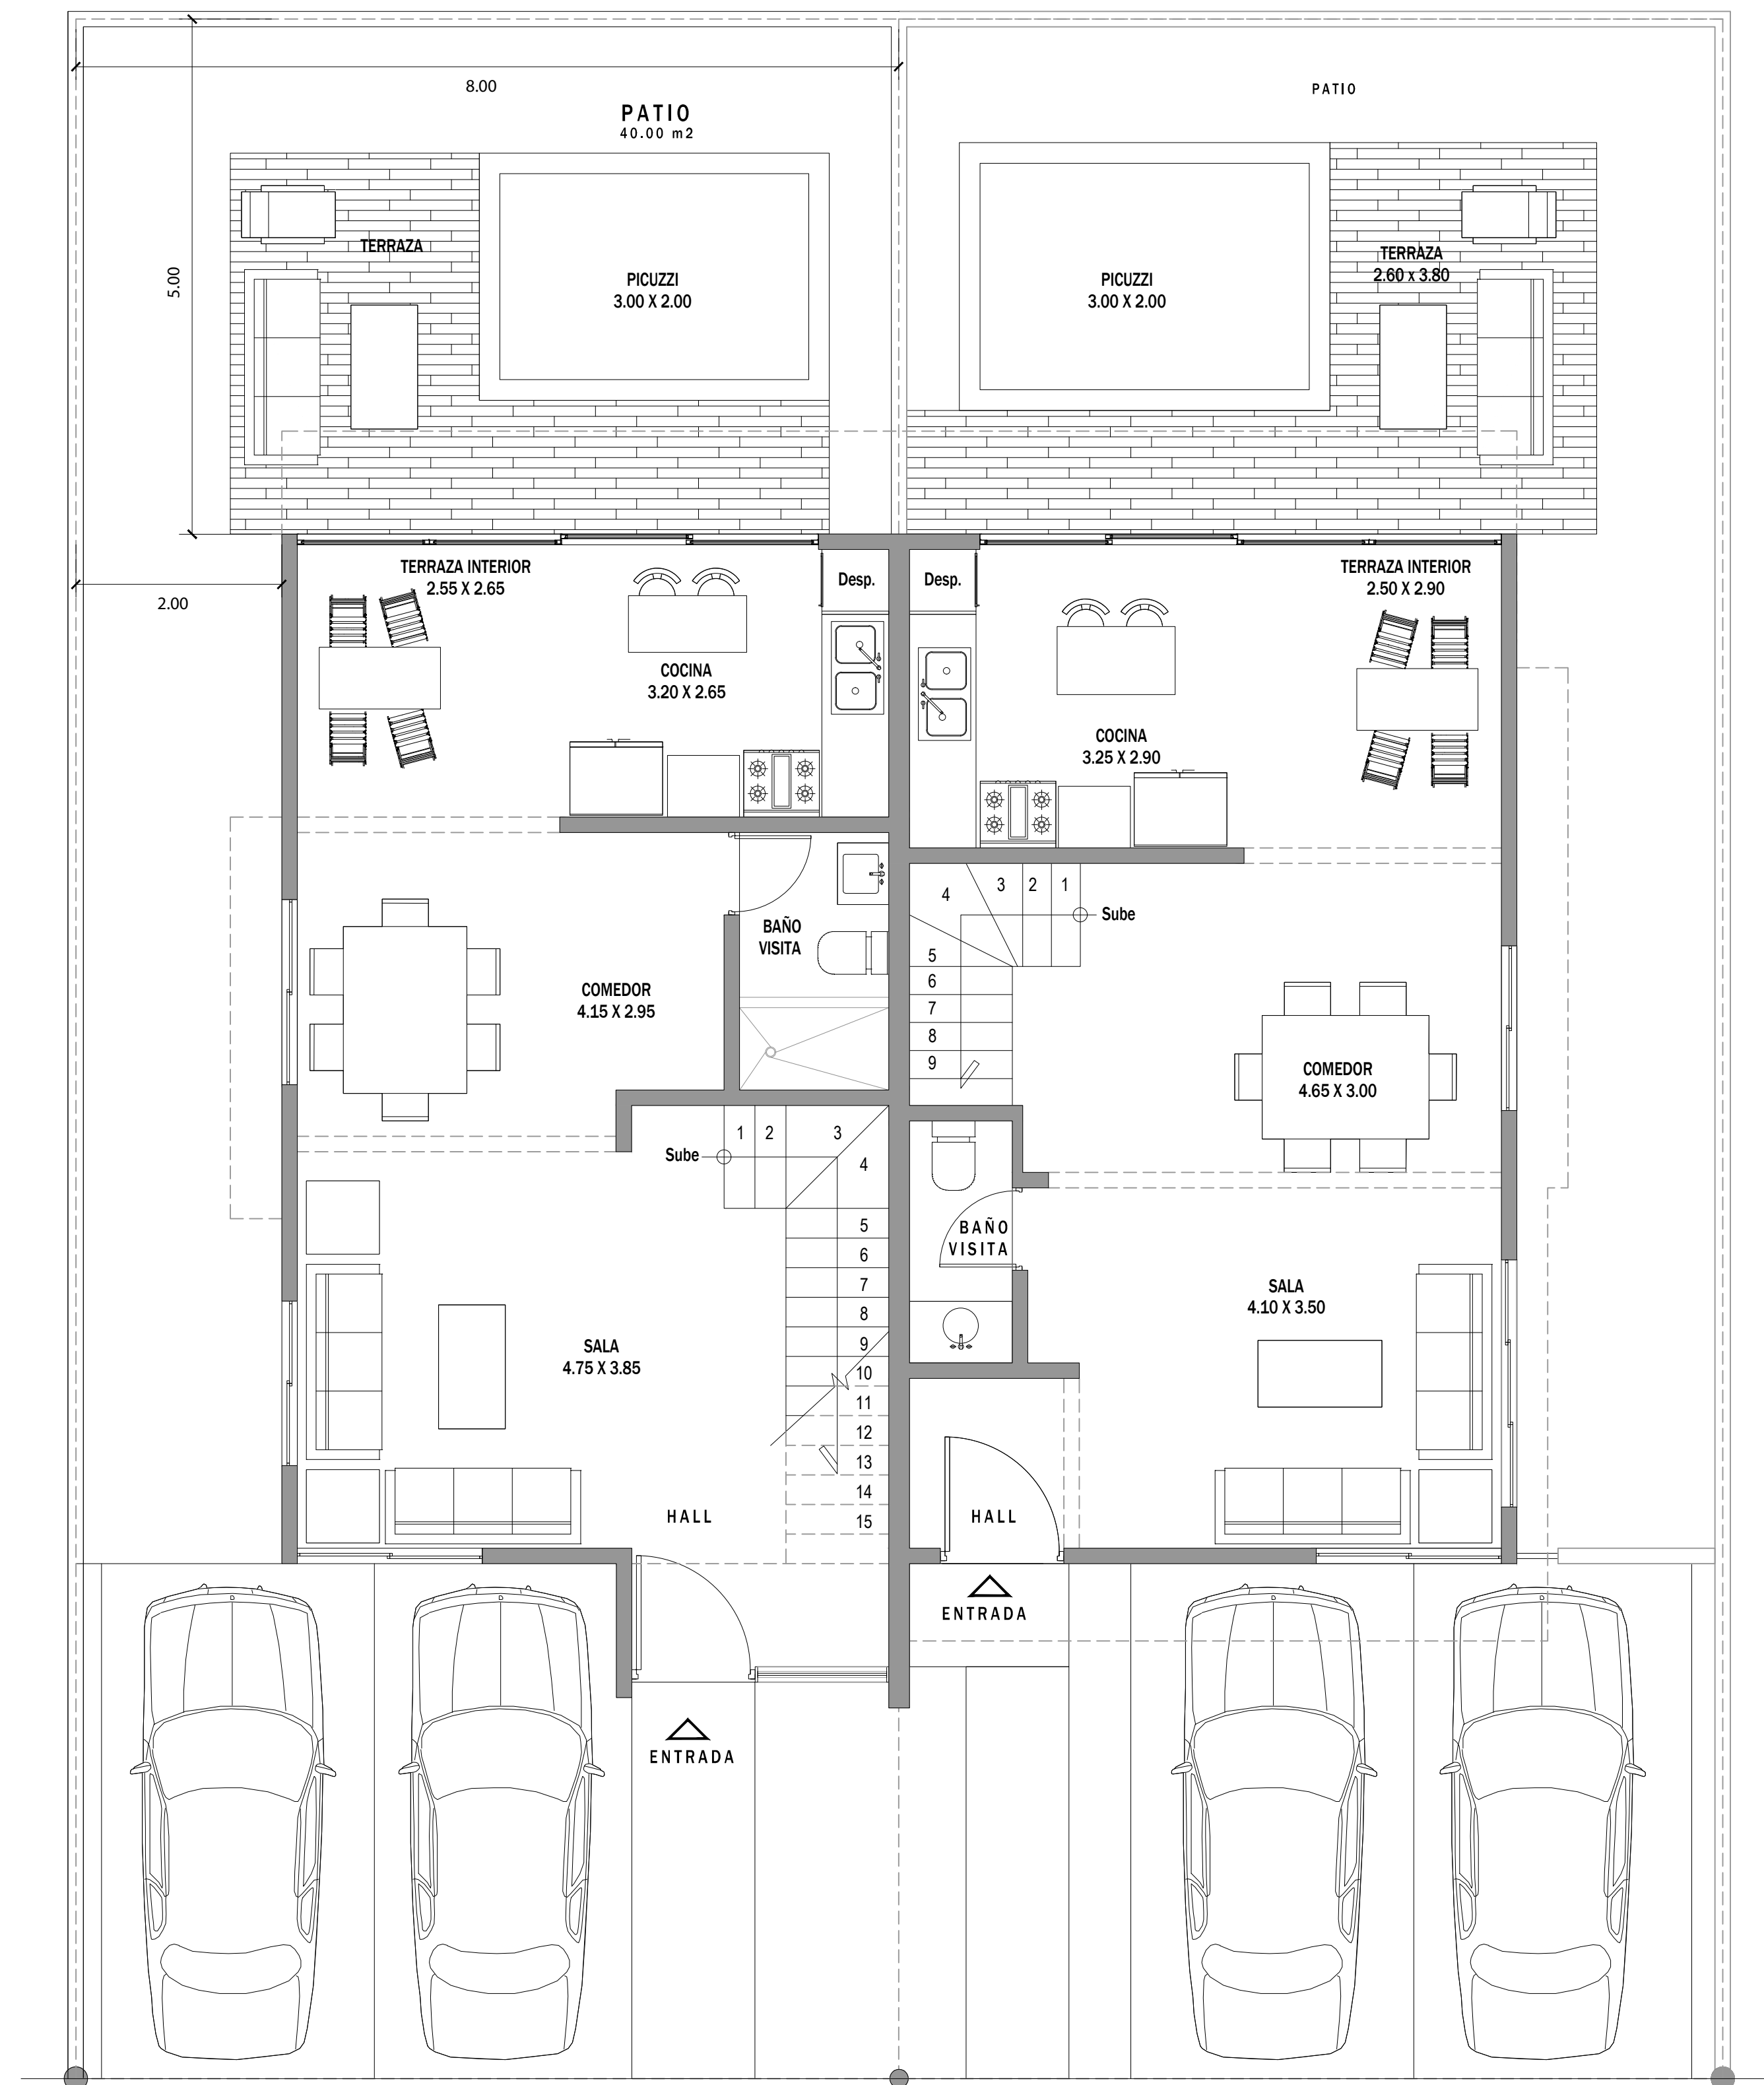 8.00
PATIO
40.00 m2
PATIO
5.00
TERRAZA
PICUZZI
3.00 X 2.00
PICUZZI
3.00 X 2.00
TERRAZA
2.60 x 3.80
2.00
TERRAZA INTERIOR
2.55 X 2.65
Desp.
Desp.
TERRAZA INTERIOR
2.50 X 2.90
COCINA
3.20 X 2.65
COCINA
3.25 X 2.90
4
3
2
1
Sube
5
6
7
8
9
BAÑO
VISITA
COMEDOR
4.15 X 2.95
COMEDOR
4.65 X 3.00
Sube
1
2
3
4
5
6
7
8
9
10
11
12
13
14
15
BAÑO
VISITA
SALA
4.75 X 3.85
SALA
4.10 X 3.50
HALL
HALL
ENTRADA
ENTRADA
D
D
D
D